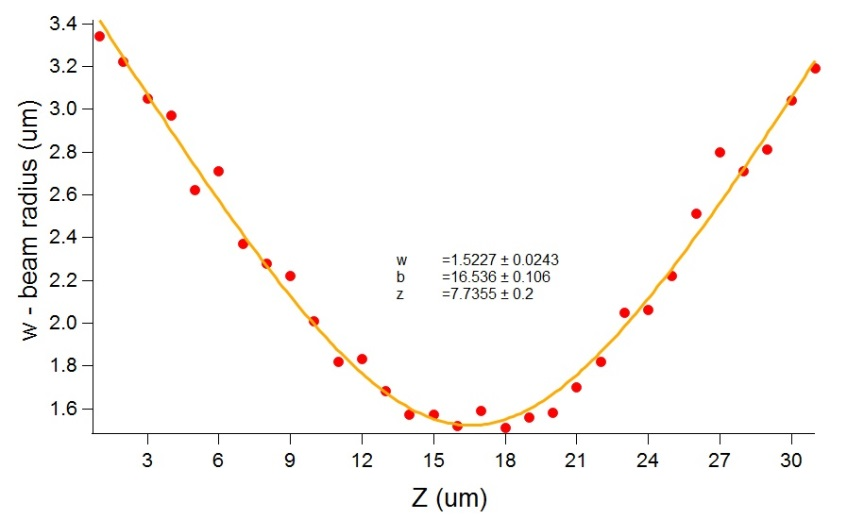 3.4
3.2
3.0
2.8
2.6
2.4
2.2
2.0
1.8
1.6
w - beam radius (um)
w =1.5227 ± 0.0243
b =16.536 ± 0.106
z =7.7355 ± 0.2
3 6 9 12 15 18 21 24 27 30
Z (um)